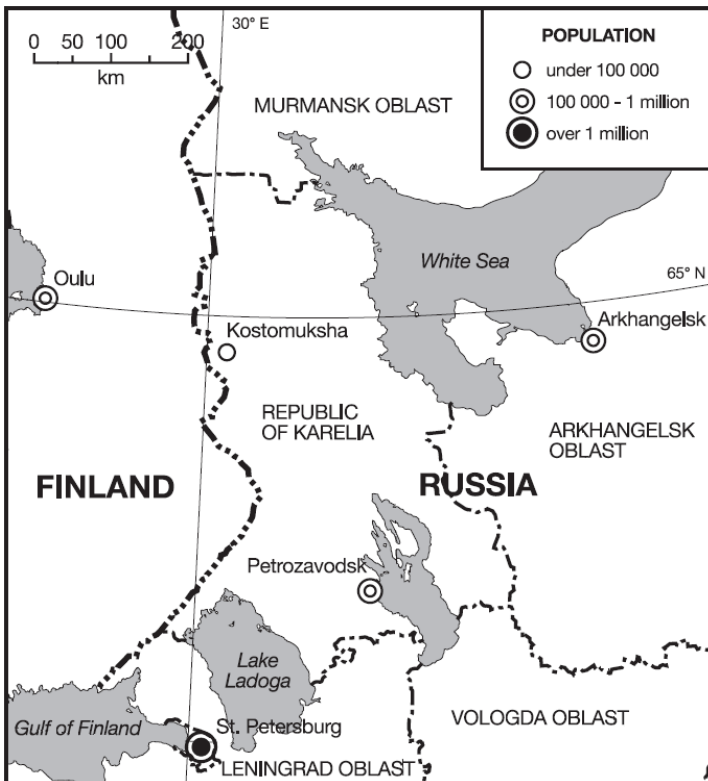 0 50 100 200
km
30° E
POPULATION
under 100 000
100 000 - 1 million
over 1 million
MURMANSK OBLAST
White Sea
65° N
Oulu
Arkhangelsk
Kostomuksha
REPUBLIC
OF KARELIA
ARKHANGELSK
OBLAST
FINLAND
RUSSIA
Petrozavodsk
Lake
Ladoga
Gulf of Finland
St. Petersburg
VOLOGDA OBLAST
LENINGRAD OBLAST